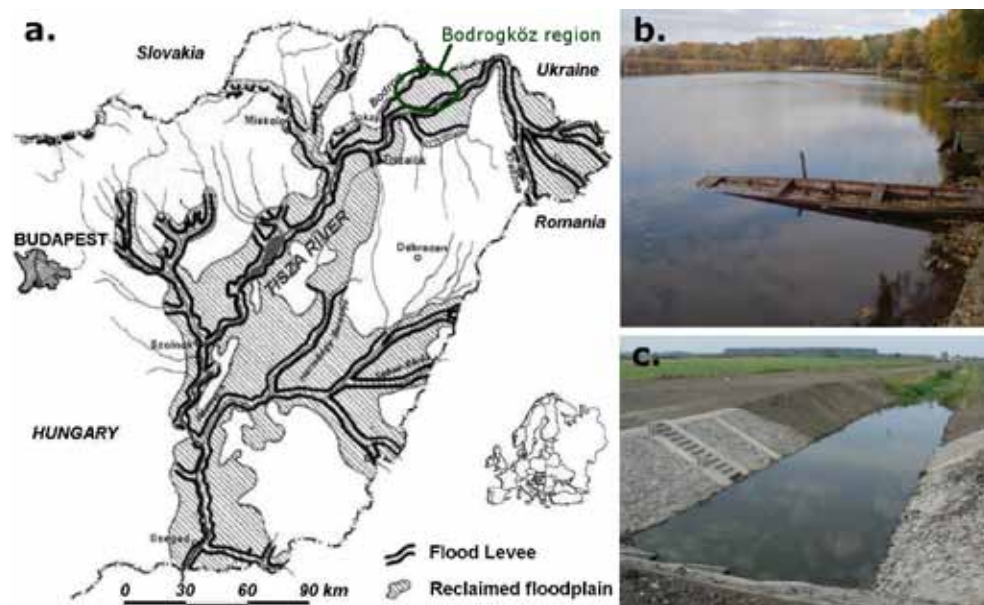 a.
Slovakia
Bodrogköz region
Ukraine
Miskolc
BUDAPEST
Romania
Debrecen
TISZA RIVER
Szolnok
HUNGARY
Szeged
Flood Levee
Reclaimed floodplain
0 30 60 90 km
b.
c.